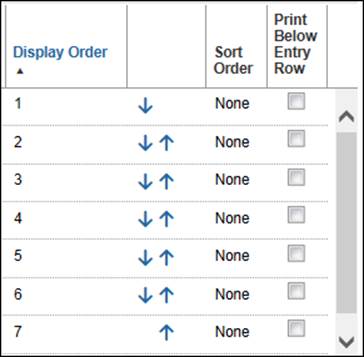 Display Order
Sort
Order
Print
Below
Entry
Row
1 None
2 None
3 None
4 None
5 None
6 None
7 None